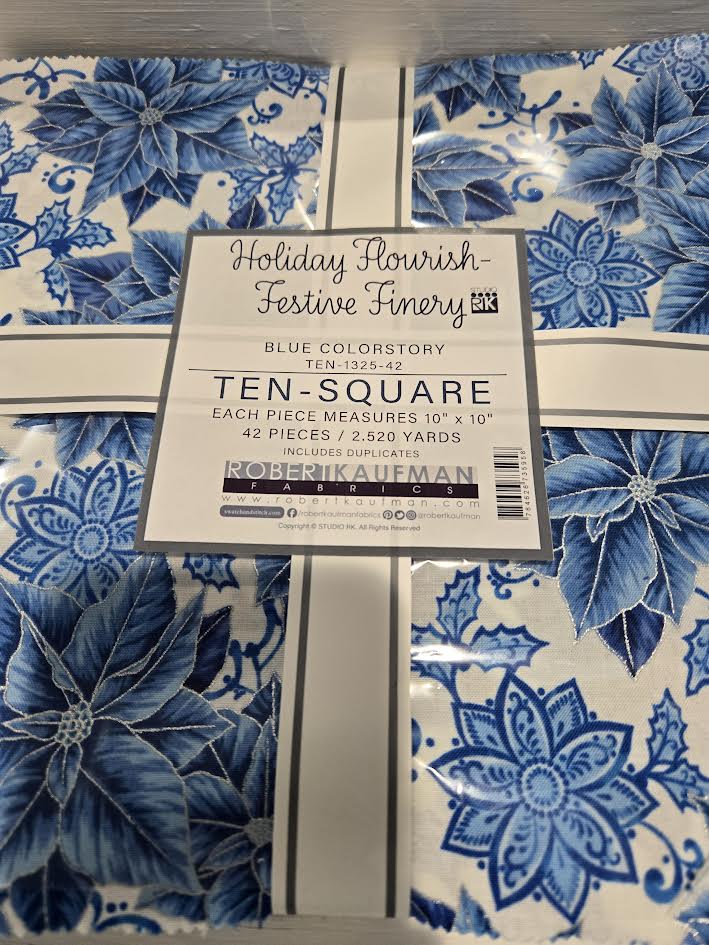 Holiday Flourish-
Festive Finery STUDIO RK
BLUE COLORSTORY
TEN-1325-42
TEN-SQUARE
EACH PIECE MEASURES 10" x 10"
42 PIECES / 2.520 YARDS
INCLUDES DUPLICATES
ROBERT KAUFMAN
FABRICS
www.robertkaufman.com
swatchandstitch.com /robertkaufmanfabrics @robertkaufman
Copyright © STUDIO RK. All Rights Reserved